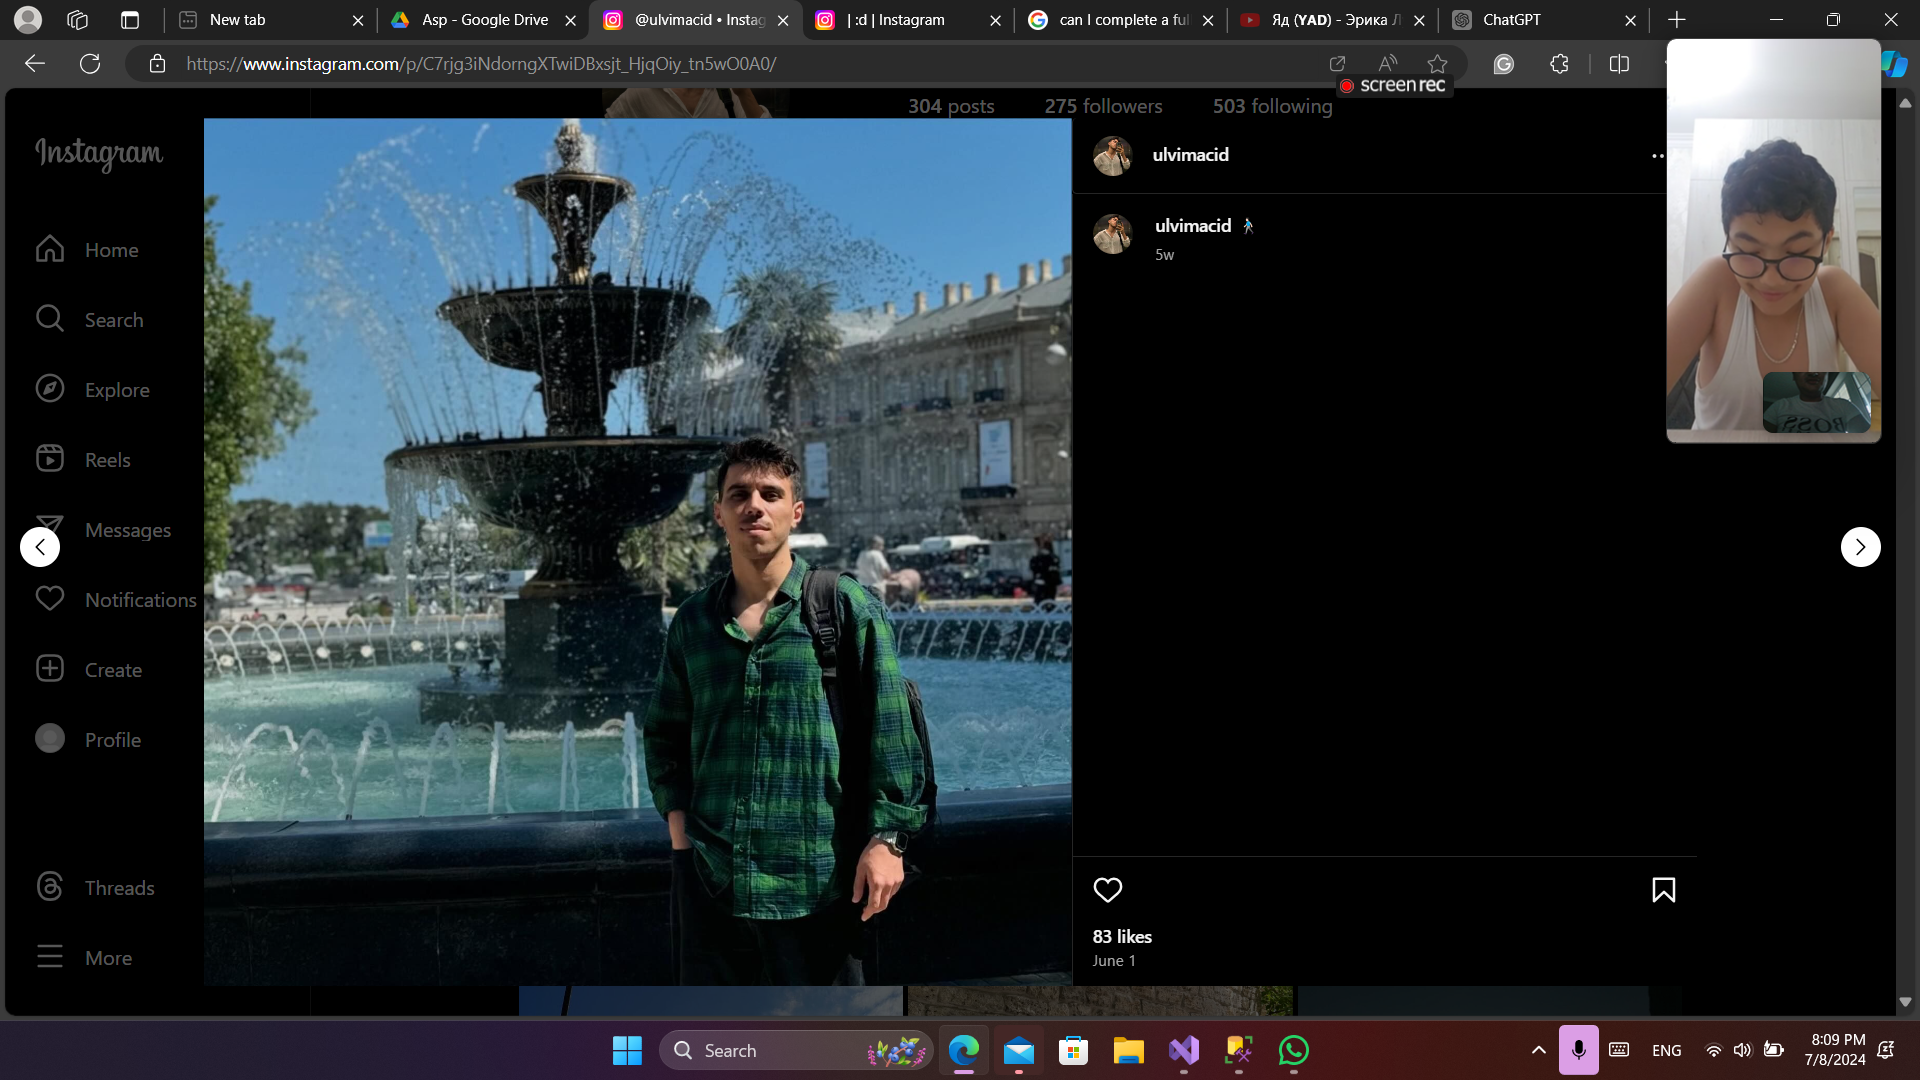 New tab
Asp - Google Drive
@ulvimacid • Instag
| :d | Instagram
can I complete a ful
Яд (YAD) - Эрика Л
ChatGPT
https://www.instagram.com/p/C7rjg3iNdorngXTwiDBxsjt_HjqOiy_tn5wO0A0/
screenrec
304 posts
275 followers
503 following
Instagram
Home
Search
Explore
Reels
Messages
Notifications
Create
Profile
Threads
More
ulvimacid
ulvimacid
5w
BOSS
83 likes
June 1
Search
ENG
8:09 PM
7/8/2024